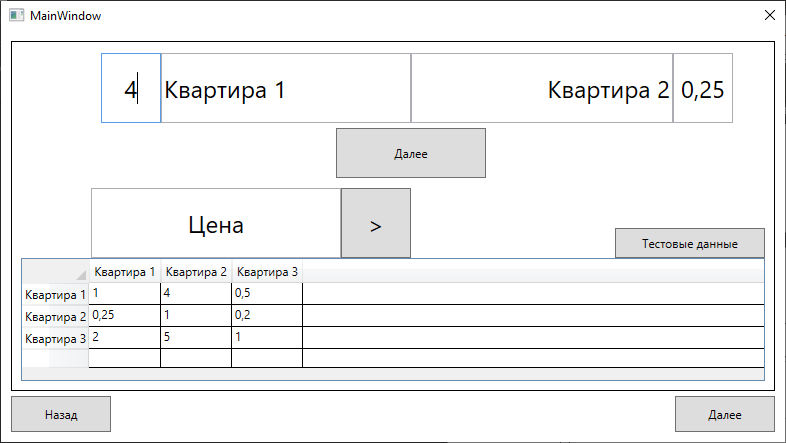 MainWindow
4 Квартира 1 Квартира 2 0,25
Далее
Цена >
Тестовые данные
Квартира 1 Квартира 2 Квартира 3
Квартира 1 1 4 0,5
Квартира 2 0,25 1 0,2
Квартира 3 2 5 1
Назад Далее